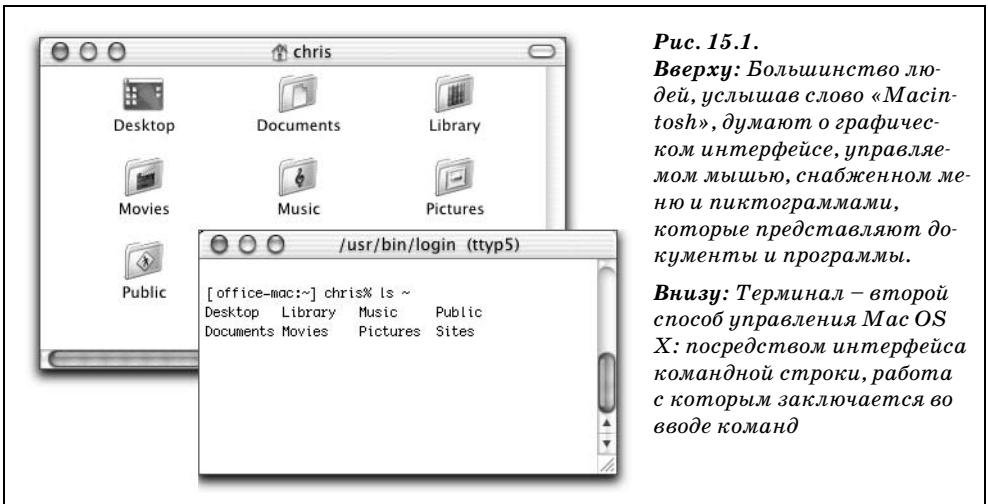 chris
Desktop Documents Library
Movies Music Pictures
Public
/usr/bin/login (ttyp5)
[office-mac:~] chris% ls ~
Desktop Library Music Public
Documents Movies Pictures Sites
Рис. 15.1.
Вверху: Большинство лю-
дей, услышав слово «Macin-
tosh», думают о графичес-
ком интерфейсе, управляе-
мом мышью, снабженном ме-
ню и пиктограммами,
которые представляют до-
кументы и программы.
Внизу: Терминал – второй
способ управления Mac OS
X: посредством интерфейса
командной строки, работа
с которым заключается во
вводе команд